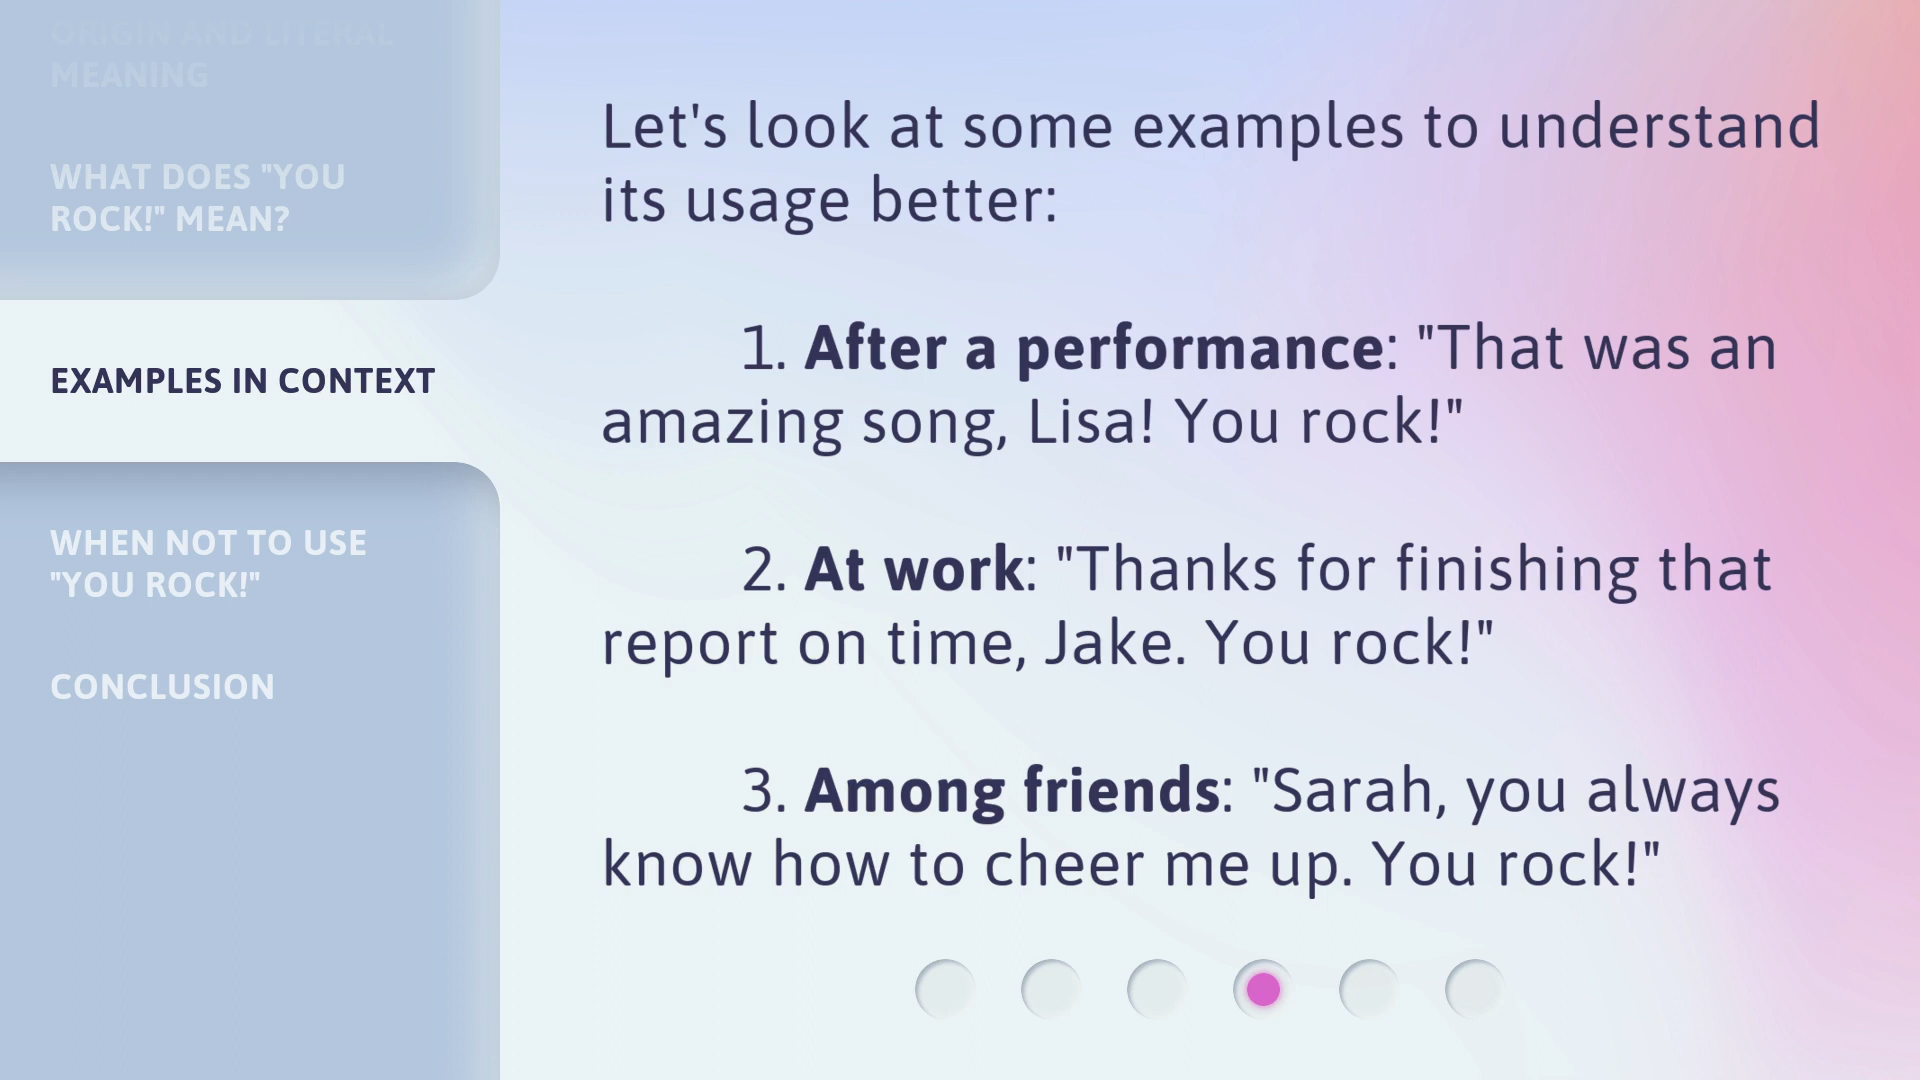 ORIGIN AND LITERAL
MEANING
WHAT DOES "YOU
ROCK!" MEAN?
EXAMPLES IN CONTEXT
WHEN NOT TO USE
"YOU ROCK!"
CONCLUSION
Let's look at some examples to understand
its usage better:
1. After a performance: "That was an
amazing song, Lisa! You rock!"
2. At work: "Thanks for finishing that
report on time, Jake. You rock!"
3. Among friends: "Sarah, you always
know how to cheer me up. You rock!"